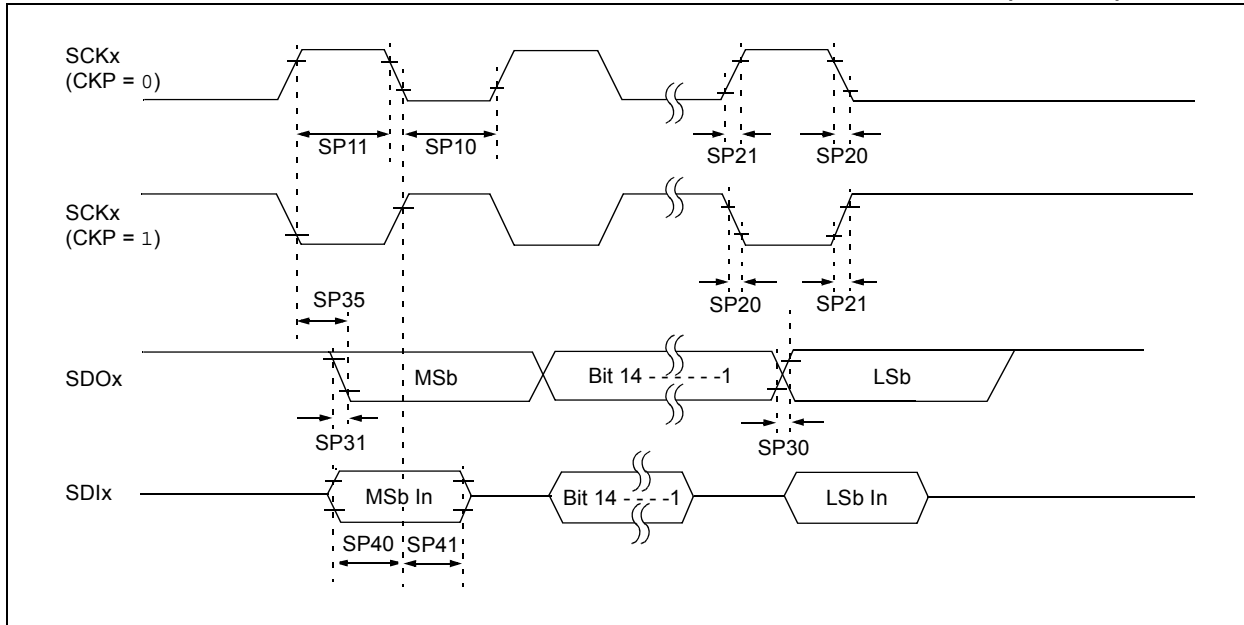 SCKx
(CKP = 0)
SP11
SP10
SP21
SP20
SCKx
(CKP = 1)
SP35
SP20
SP21
SDOx
MSb
Bit 14 - - - - - -1
LSb
SP31
SP30
SDIx
MSb In
Bit 14 - - - -1
LSb In
SP40
SP41